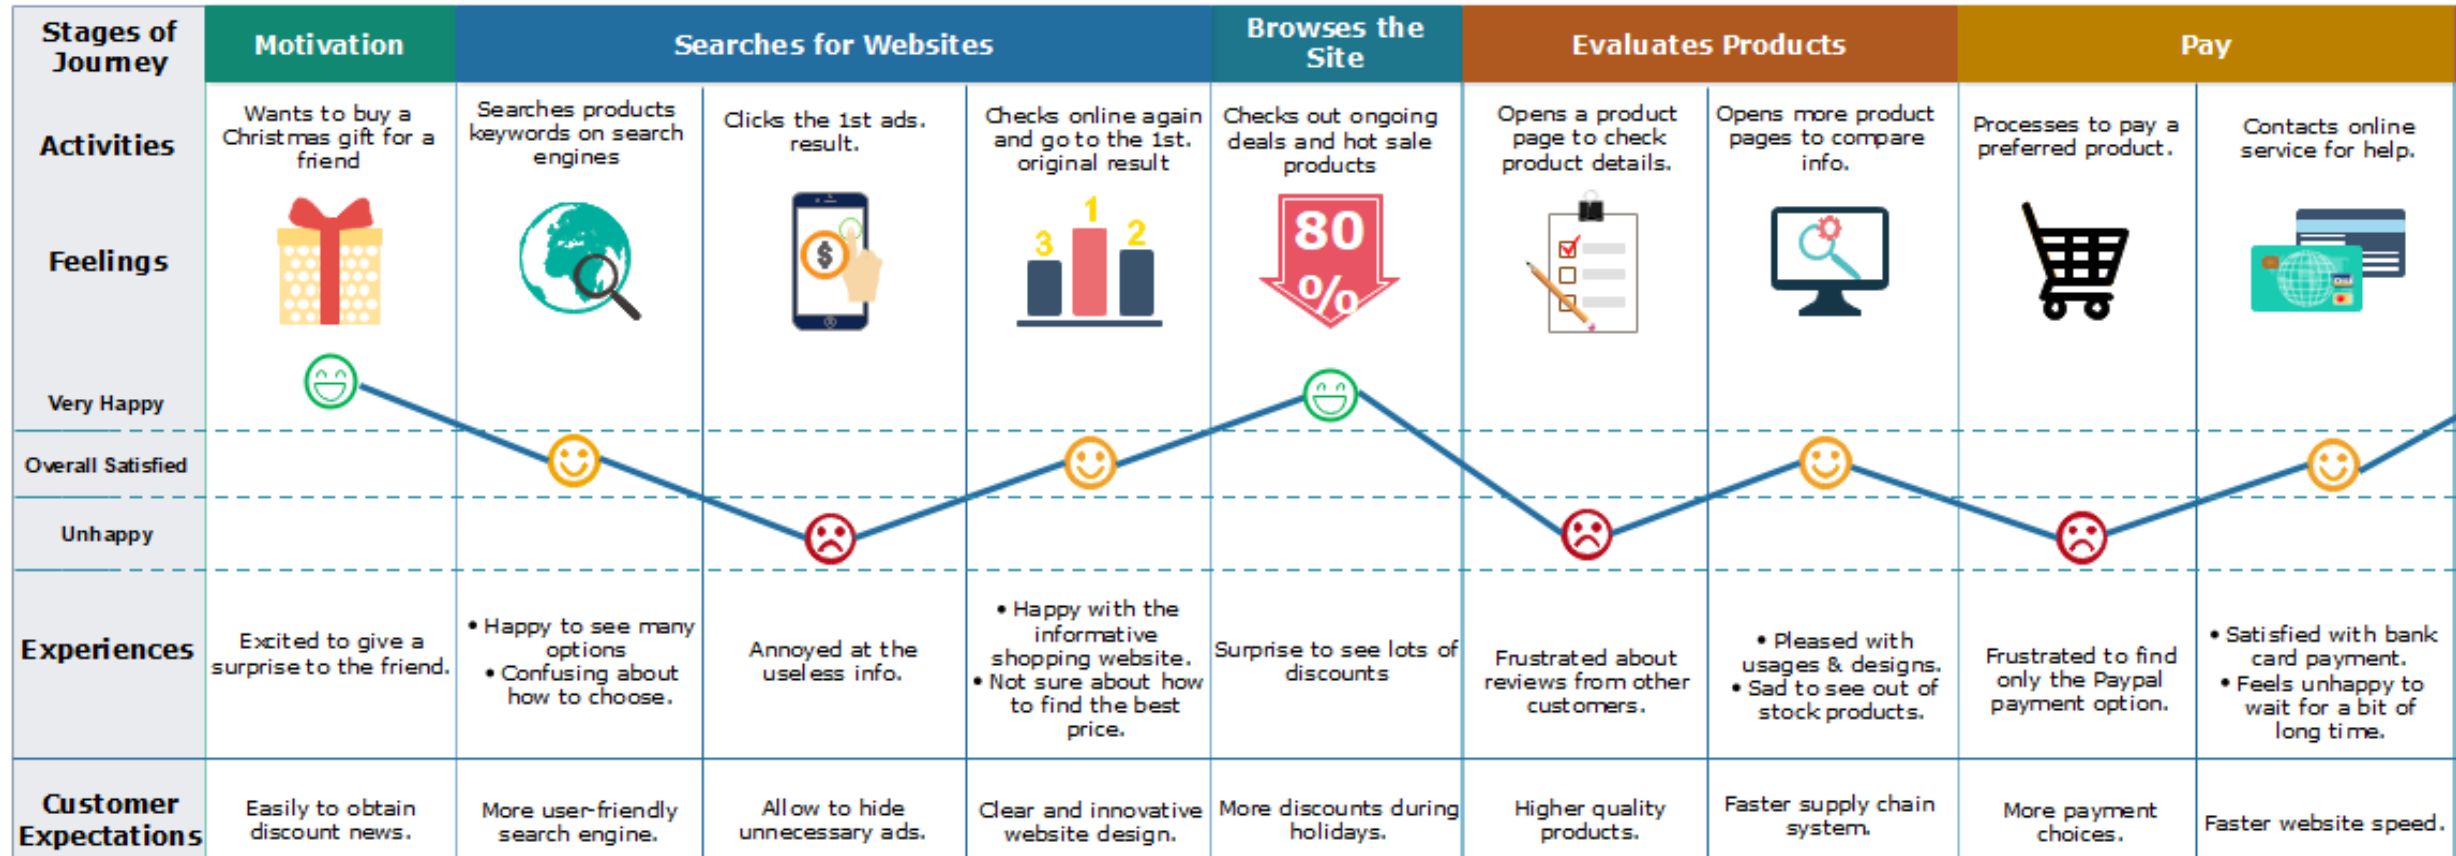 Stages of
Journey
Motivation
Searches for Websites
Browses the
Site
Evaluates Products
Pay
Activities
Wants to buy a
Christmas gift for a
friend
Searches products
keywords on search
engines
Clicks the 1st ads.
result.
Checks online again
and go to the 1st.
original result
Checks out ongoing
deals and hot sale
products
Opens a product
page to check
product details.
Opens more product
pages to compare
info.
Processes to pay a
preferred product.
Contacts online
service for help.
Feelings
$
3
1
2
80
%
Very Happy
Overall Satisfied
Unhappy
Experiences
Excited to give a
surprise to the friend.
• Happy to see many
options
• Confusing about
how to choose.
Annoyed at the
useless info.
• Happy with the
informative
shopping website.
• Not sure about how
to find the best
price.
Surprise to see lots of
discounts
Frustrated about
reviews from other
customers.
• Pleased with
usages & designs.
• Sad to see out of
stock products.
Frustrated to find
only the Paypal
payment option.
• Satisfied with bank
card payment.
• Feels unhappy to
wait for a bit of
long time.
Customer
Expectations
Easily to obtain
discount news.
More user-friendly
search engine.
Allow to hide
unnecessary ads.
Clear and innovative
website design.
More discounts during
holidays.
Higher quality
products.
Faster supply chain
system.
More payment
choices.
Faster website speed.